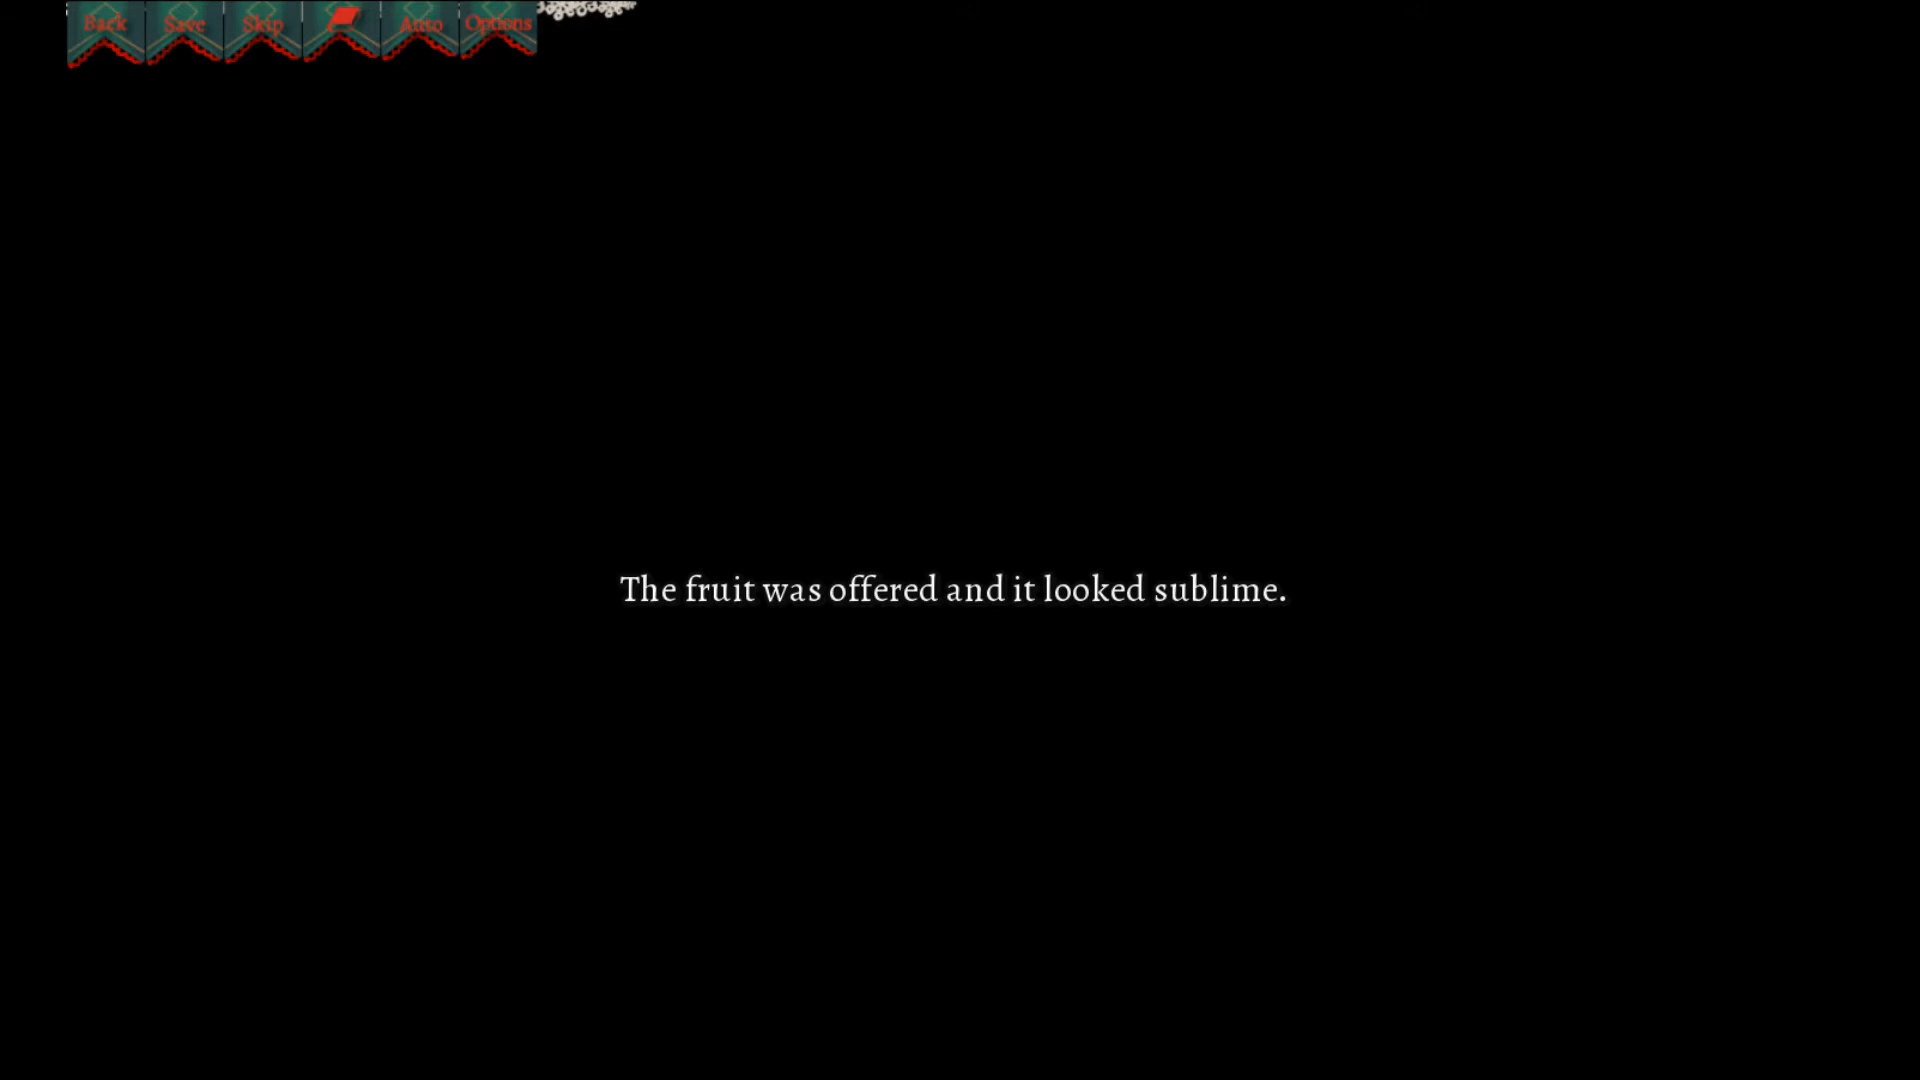 Back Save Skip Auto Options
The fruit was offered and it looked sublime.